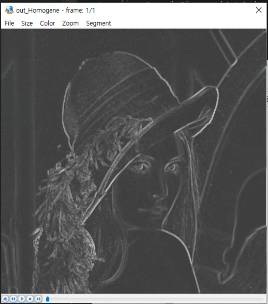 out_Homogene - frame: 1/1
File Size Color Zoom Segment